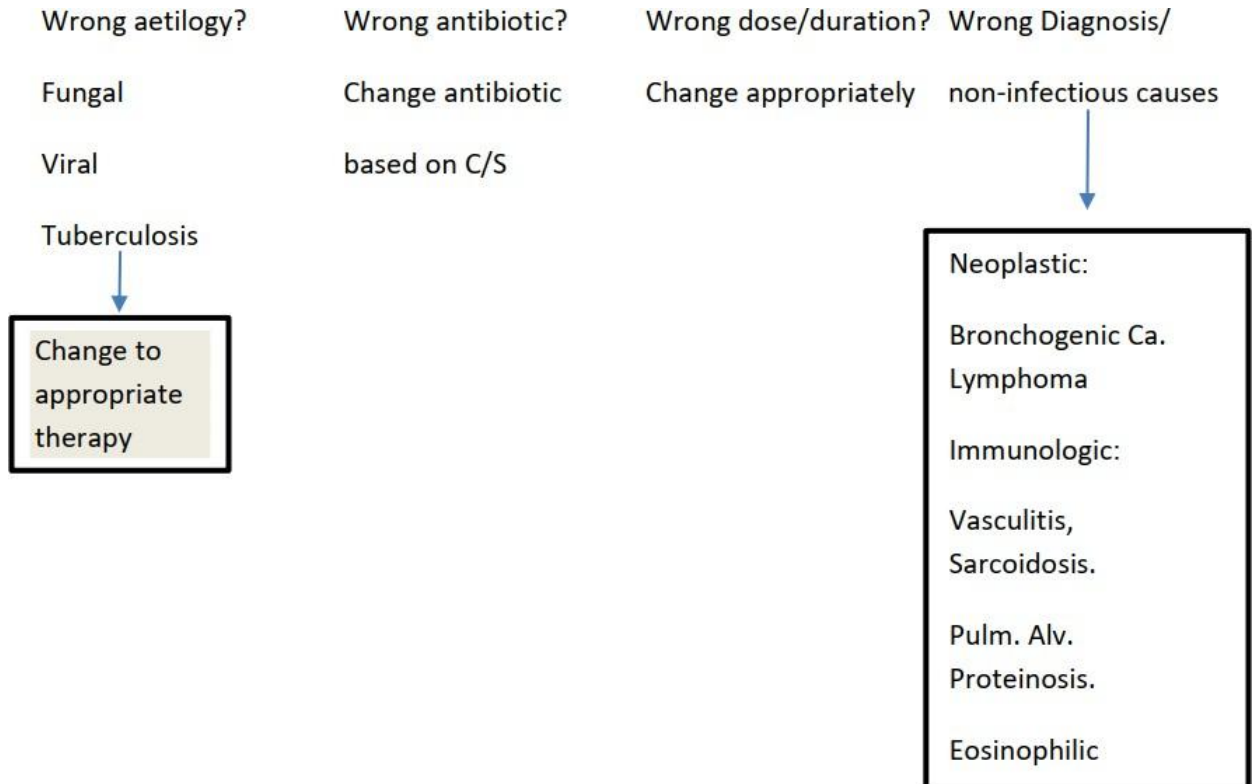 Wrong aetilogy?
Fungal
Viral
Tuberculosis
Change to
appropriate
therapy
Wrong antibiotic?
Change antibiotic
based on C/S
Wrong dose/duration?
Change appropriately
Wrong Diagnosis/
non-infectious causes
Neoplastic:
Bronchogenic Ca.
Lymphoma
Immunologic:
Vasculitis,
Sarcoidosis.
Pulm. Alv.
Proteinosis.
Eosinophilic